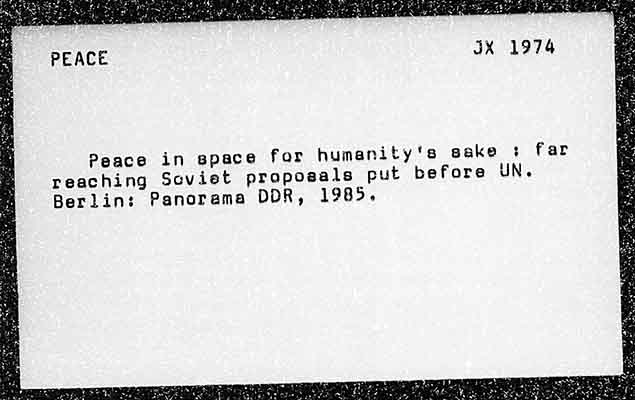 PEACE
JX 1974
Peace in space for humanity's sake : far
reaching Soviet proposals put before UN.
Berlin: Panorama DDR, 1985.